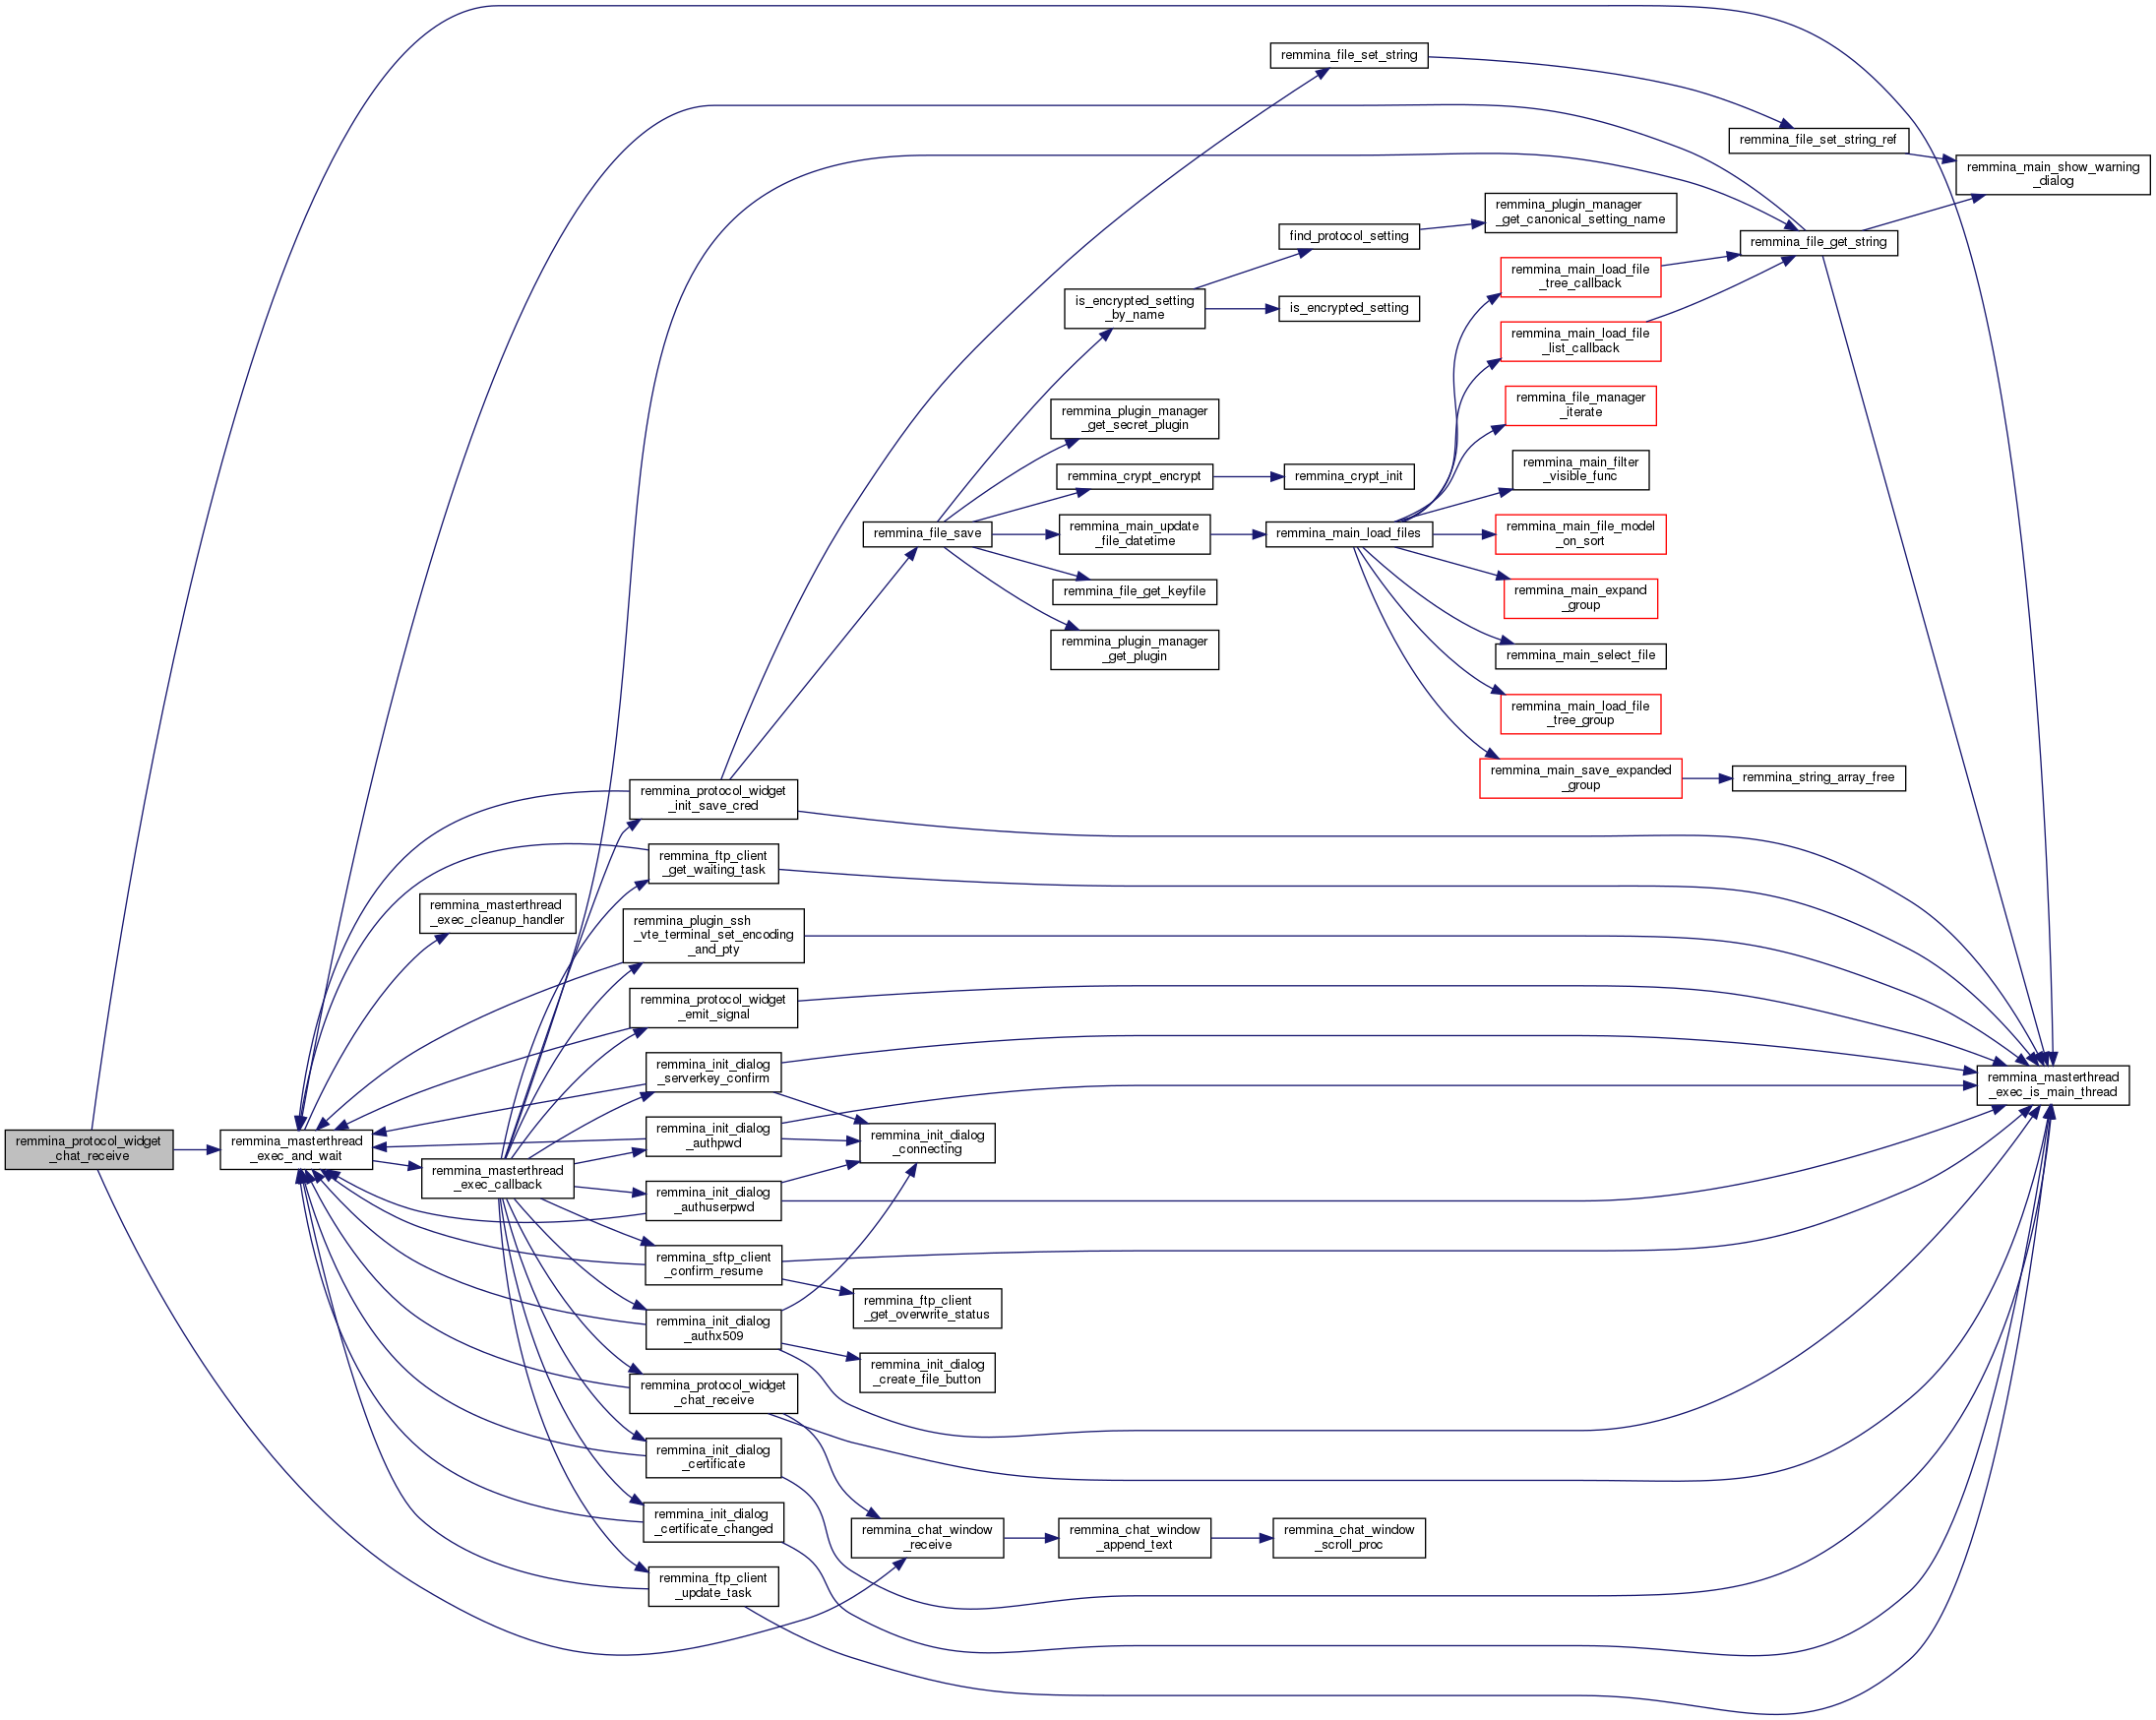 remmina_protocol_widget
_chat_receive
remmina_masterthread
_exec_and_wait
remmina_masterthread
_exec_cleanup_handler
remmina_masterthread
_exec_callback
remmina_protocol_widget
_init_save_cred
remmina_ftp_client
_get_waiting_task
remmina_plugin_ssh
_vte_terminal_set_encoding
_and_pty
remmina_protocol_widget
_emit_signal
remmina_init_dialog
_serverkey_confirm
remmina_init_dialog
_authpwd
remmina_init_dialog
_authuserpwd
remmina_sftp_client
_confirm_resume
remmina_init_dialog
_authx509
remmina_protocol_widget
_chat_receive
remmina_init_dialog
_certificate
remmina_init_dialog
_certificate_changed
remmina_ftp_client
_update_task
remmina_file_save
remmina_init_dialog
_connecting
remmina_ftp_client
_get_overwrite_status
remmina_init_dialog
_create_file_button
remmina_chat_window
_receive
is_encrypted_setting
_by_name
remmina_plugin_manager
_get_secret_plugin
remmina_crypt_encrypt
remmina_main_update
_file_datetime
remmina_file_get_keyfile
remmina_plugin_manager
_get_plugin
remmina_chat_window
_append_text
remmina_file_set_string
find_protocol_setting
is_encrypted_setting
remmina_crypt_init
remmina_main_load_files
remmina_chat_window
_scroll_proc
remmina_plugin_manager
_get_canonical_setting_name
remmina_main_load_file
_tree_callback
remmina_main_load_file
_list_callback
remmina_file_manager
_iterate
remmina_main_filter
_visible_func
remmina_main_file_model
_on_sort
remmina_main_expand
_group
remmina_main_select_file
remmina_main_load_file
_tree_group
remmina_main_save_expanded
_group
remmina_file_set_string_ref
remmina_file_get_string
remmina_string_array_free
remmina_main_show_warning
_dialog
remmina_masterthread
_exec_is_main_thread